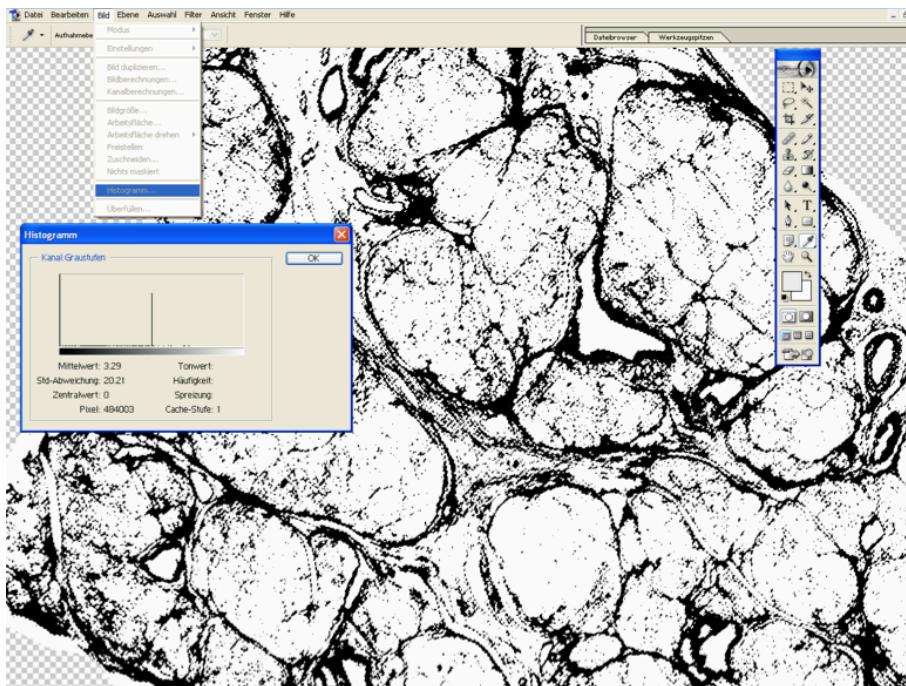 Datei Bearbeiten Bild Ebene Auswahl Filter Ansicht Fenster Hilfe
Aufnahmebe
Dateibrowser Werkzeugspitzen
Modus
Einstellungen
Bild duplizieren...
Bildberechnungen...
Kanalberechnungen...
Bildgröße...
Arbeitsfläche...
Arbeitsfläche drehen
Freistellen
Zuschneiden...
Nichts maskiert
Histogramm...
Überfüllen...
Histogramm
Kanal:Graustufen
OK
Mittelwert: 3.29 Tonwert:
Std-Abweichung: 20.21 Häufigkeit:
Zentralwert: 0 Spreizung:
Pixel: 484003 Cache-Stufe: 1
T